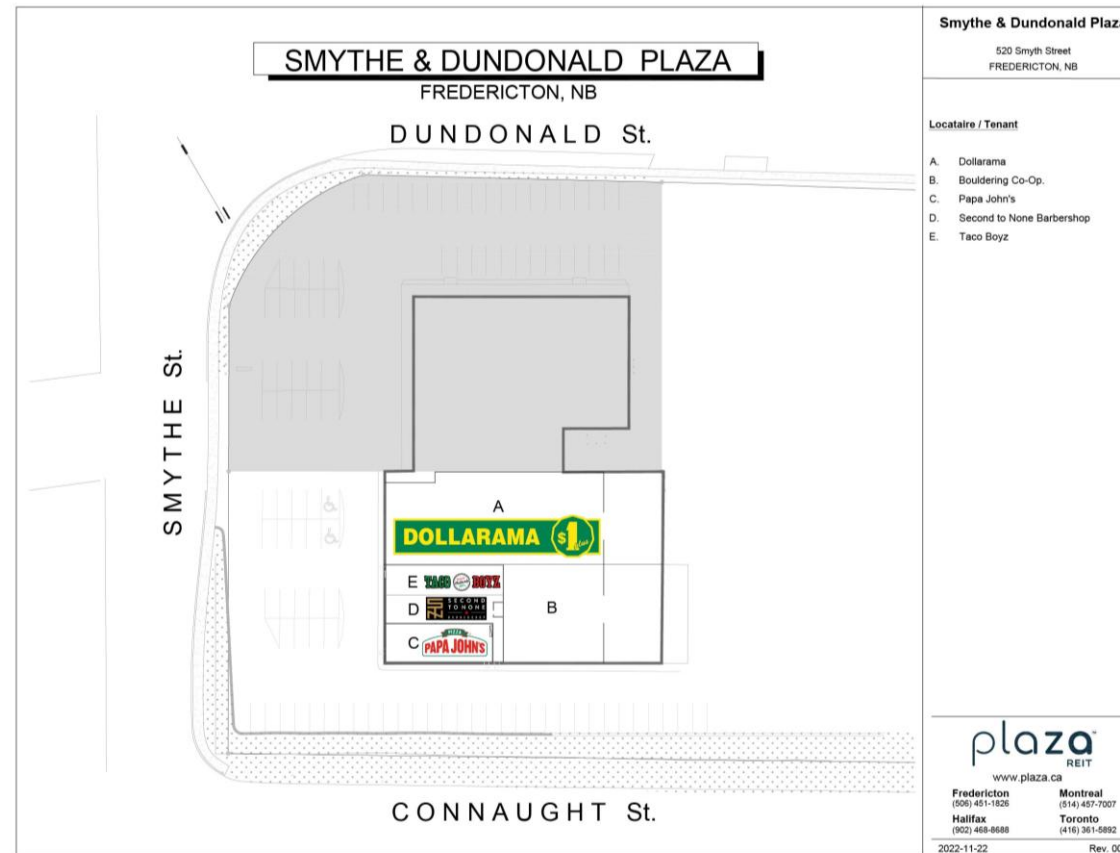 SMYTHE & DUNDONALD PLAZA
FREDERICTON, NB
DUNDONALD St.
SMYTHE St.
A
DOLLARAMA $1
E TACO BOYZ
D SECOND
TO NONE
B
C PIZZA
PAPA JOHN'S
CONNAUGHT St.
Smythe & Dundonald Plaz
520 Smyth Street
FREDERICTON, NB
Locataire / Tenant
A. Dollarama
B. Bouldering Co-Op.
C. Papa John's
D. Second to None Barbershop
E. Taco Boyz
plaza
REIT
www.plaza.ca
Fredericton Montreal
(506) 451-1826 (514) 457-7007
Halifax Toronto
(902) 468-8688 (416) 361-5892
2022-11-22 Rev.